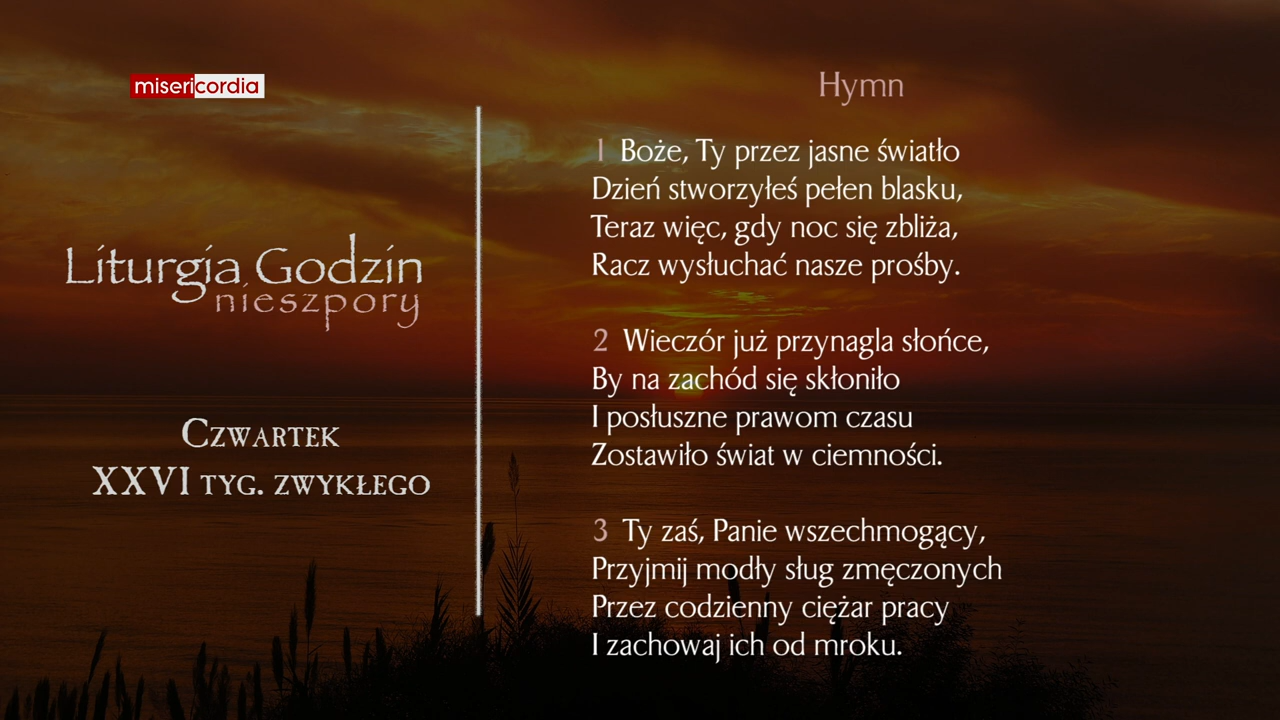 misericordia
Liturgia Godzin
nieszpory
Czwartek
XXVI tyg. zwykłego
Hymn
1 Boże, Ty przez jasne światło
Dzień stworzyłeś pełen blasku,
Teraz więc, gdy noc się zbliża,
Racz wysłuchać nasze prośby.
2 Wieczór już przynagla słońce,
By na zachód się skłoniło
I posłuszne prawom czasu
Zostawiło świat w ciemności.
3 Ty zaś, Panie wszechmogący,
Przyjmij modły sług zmęczonych
Przez codzienny ciężar pracy
I zachowaj ich od mroku.